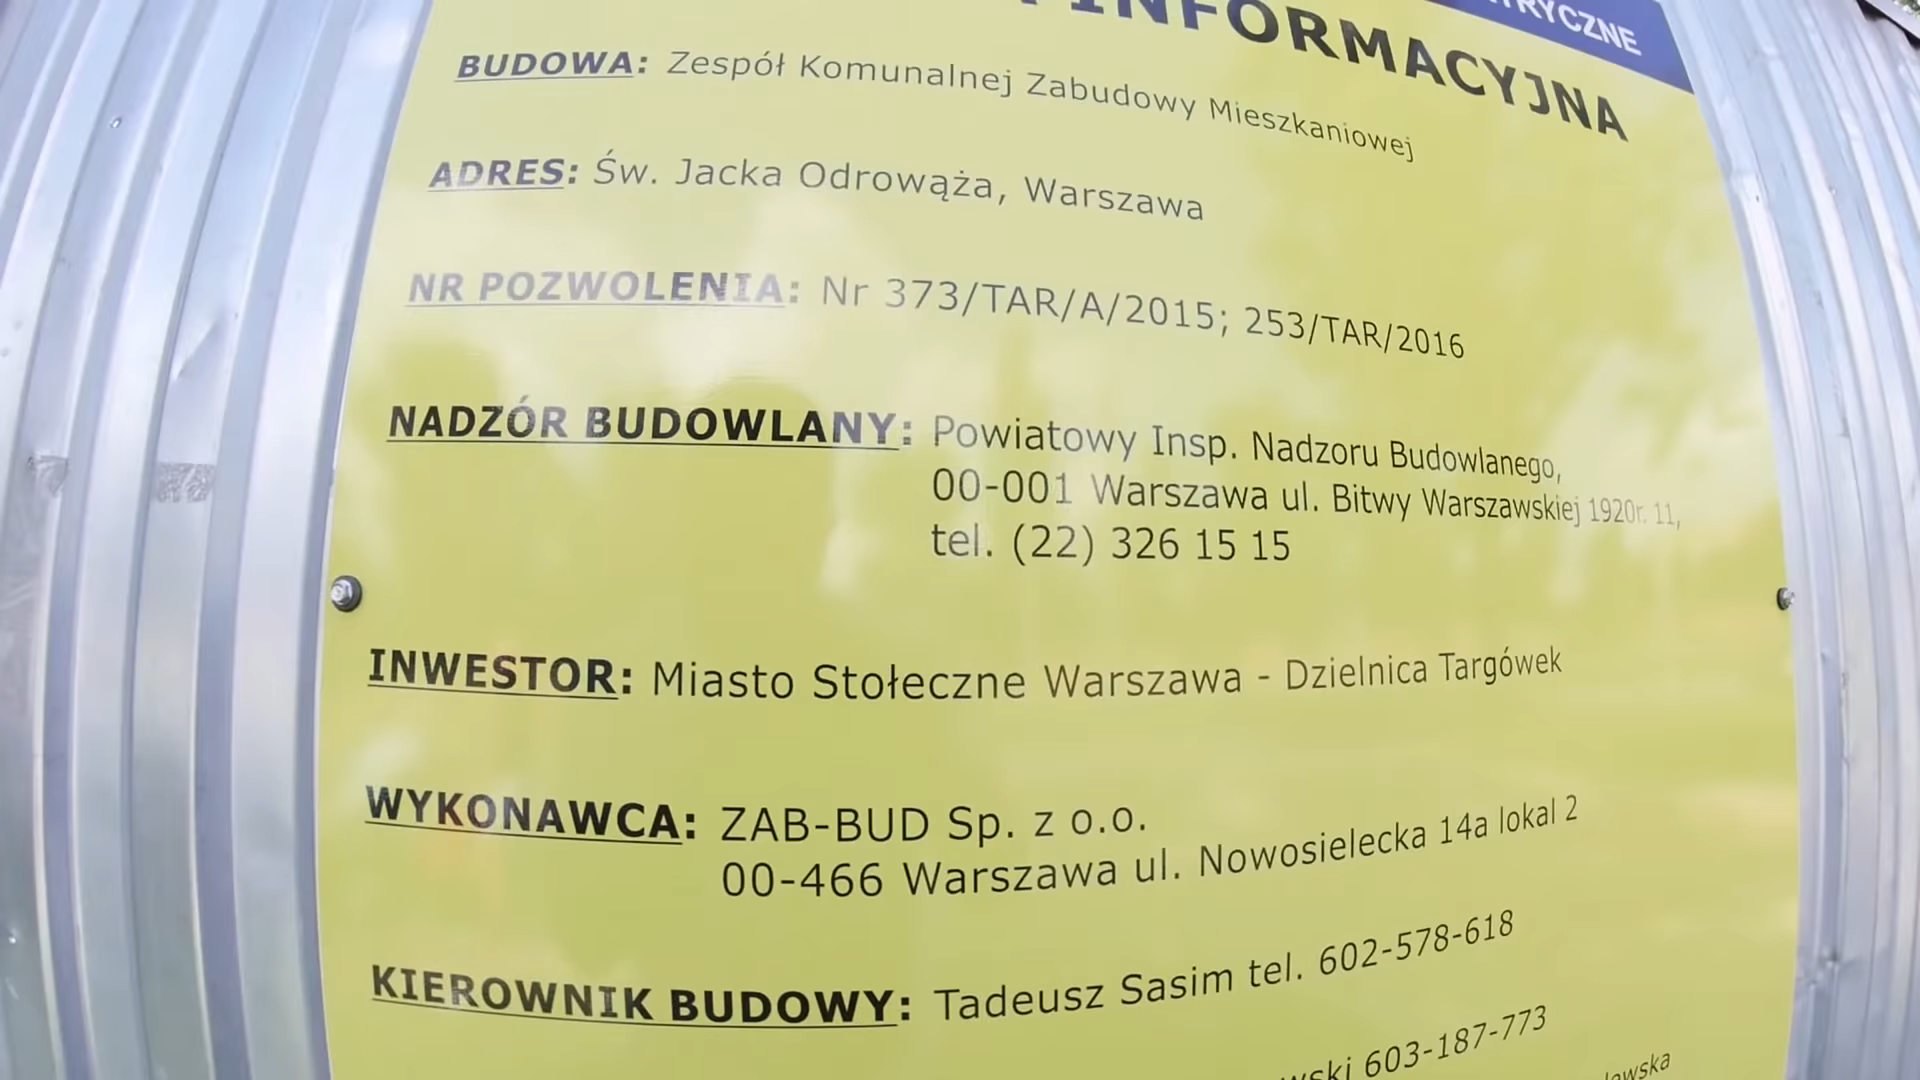 INFORMACYJNA
BUDOWA: Zespół Komunalnej Zabudowy Mieszkaniowej
ADRES: Św. Jacka Odrowąża, Warszawa
NR POZWOLENIA: Nr 373/TAR/A/2015; 253/TAR/2016
NADZÓR BUDOWLANY: Powiatowy Insp. Nadzoru Budowlanego,
00-001 Warszawa ul. Bitwy Warszawskiej 1920r. 11,
tel. (22) 326 15 15
INWESTOR: Miasto Stołeczne Warszawa - Dzielnica Targówek
WYKONAWCA: ZAB-BUD Sp. z o.o.
00-466 Warszawa ul. Nowosielecka 14a lokal 2
KIEROWNIK BUDOWY: Tadeusz Sasim tel. 602-578-618
603-187-773